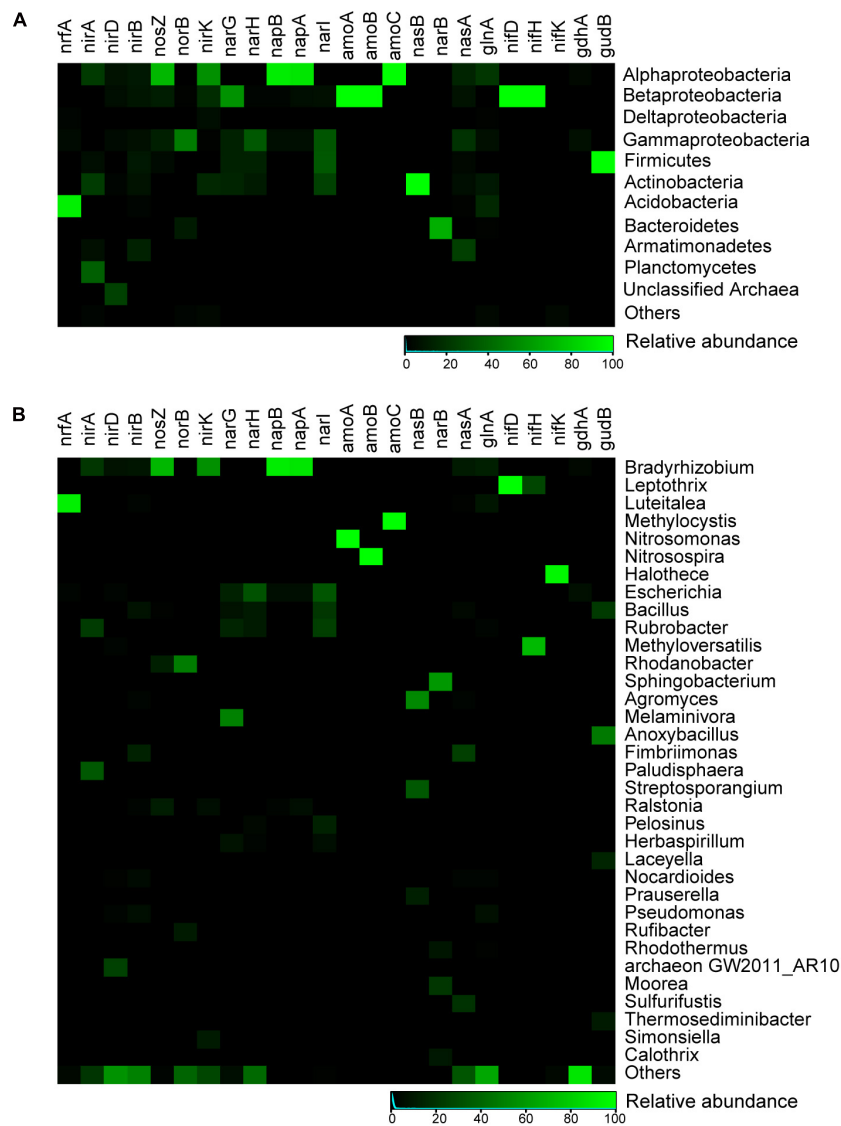 A
nrfA nirA nirD nirB nosZ norB nirK narG narH napB napA narI amoA amoB amoC nasB narB nasA glnA nifD nifH nifK gdhA gudB
Alphaproteobacteria
Betaproteobacteria
Deltaproteobacteria
Gammaproteobacteria
Firmicutes
Actinobacteria
Acidobacteria
Bacteroidetes
Armatimonadetes
Planctomycetes
Unclassified Archaea
Others
Relative abundance
0 20 40 60 80 100
B
nrfA nirA nirD nirB nosZ norB nirK narG narH napB napA narI amoA amoB amoC nasB narB nasA glnA nifD nifH nifK gdhA gudB
Bradyrhizobium
Leptothrix
Luteitalea
Methylocystis
Nitrosomonas
Nitrosospira
Halothece
Escherichia
Bacillus
Rubrobacter
Methyloversatilis
Rhodanobacter
Sphingobacterium
Agromyces
Melaminivora
Anoxybacillus
Fimbriimonas
Paludisphaera
Streptosporangium
Ralstonia
Pelosinus
Herbaspirillum
Laceyella
Nocardioides
Prauserella
Pseudomonas
Rufibacter
Rhodothermus
archaeon GW2011_AR10
Moorea
Sulfurifustis
Thermosediminibacter
Simonsiella
Calothrix
Others
Relative abundance
0 20 40 60 80 100